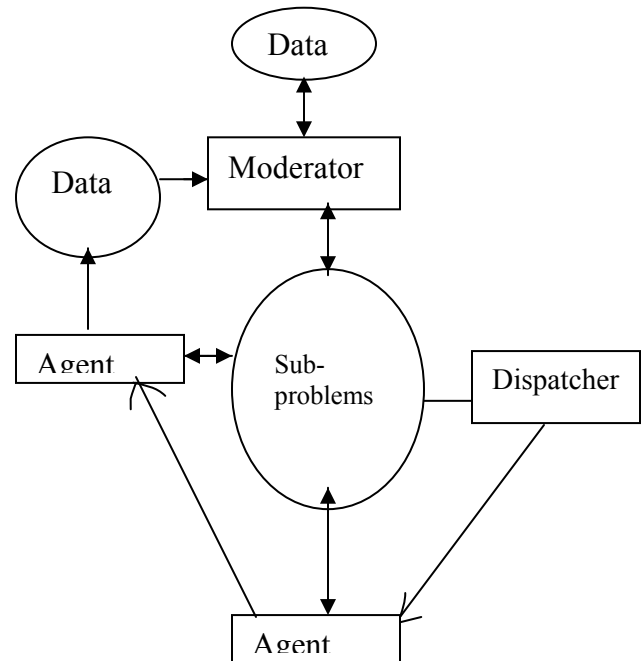 Data
Data
Moderator
Agent
Sub-
problems
Dispatcher
Agent